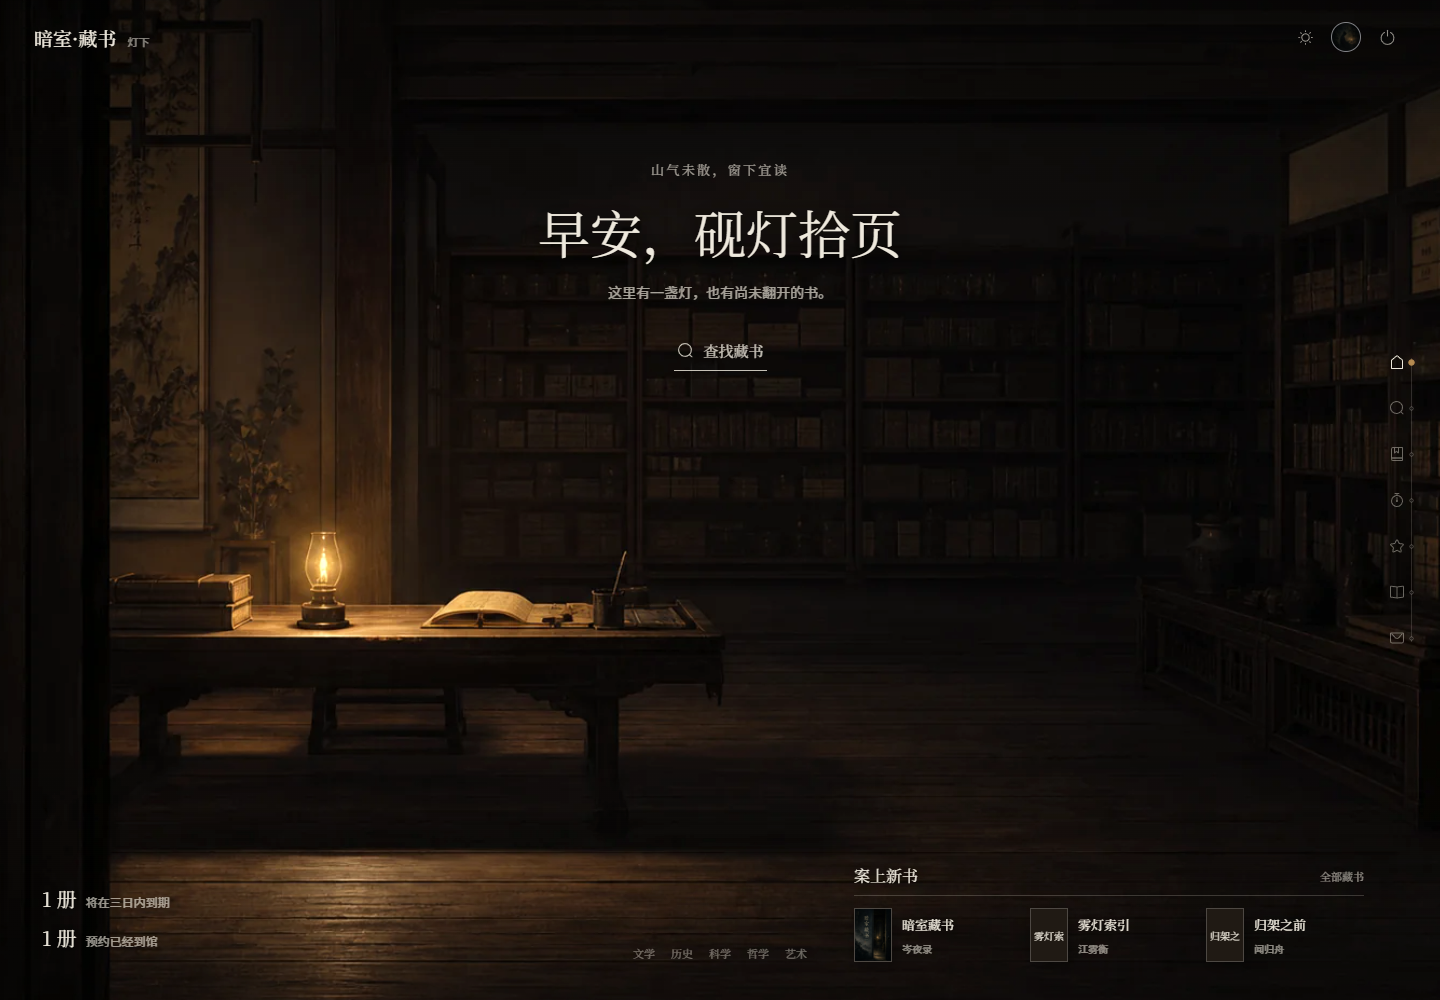 暗室·藏书 灯下
山气未散，窗下宜读
早安，砚灯拾页
这里有一盏灯，也有尚未翻开的书。
查找藏书
1 册 将在三日内到期
1 册 预约已经到馆
文学 历史 科学 哲学 艺术
案上新书 全部藏书
暗室藏书
岑夜录
雾灯索
雾灯索引
江雾衡
归架之
归架之前
闻归舟